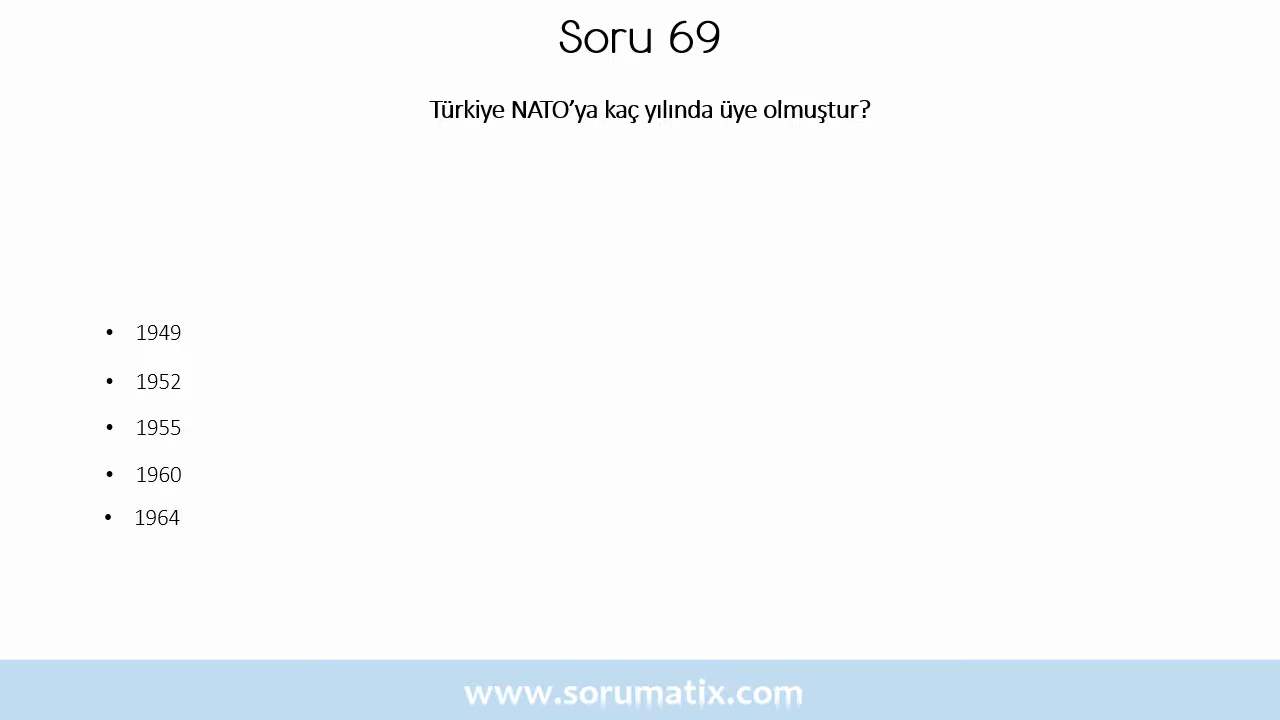 Soru 69
Türkiye NATO’ya kaç yılında üye olmuştur?
• 1949
• 1952
• 1955
• 1960
• 1964
www.sorumatix.com